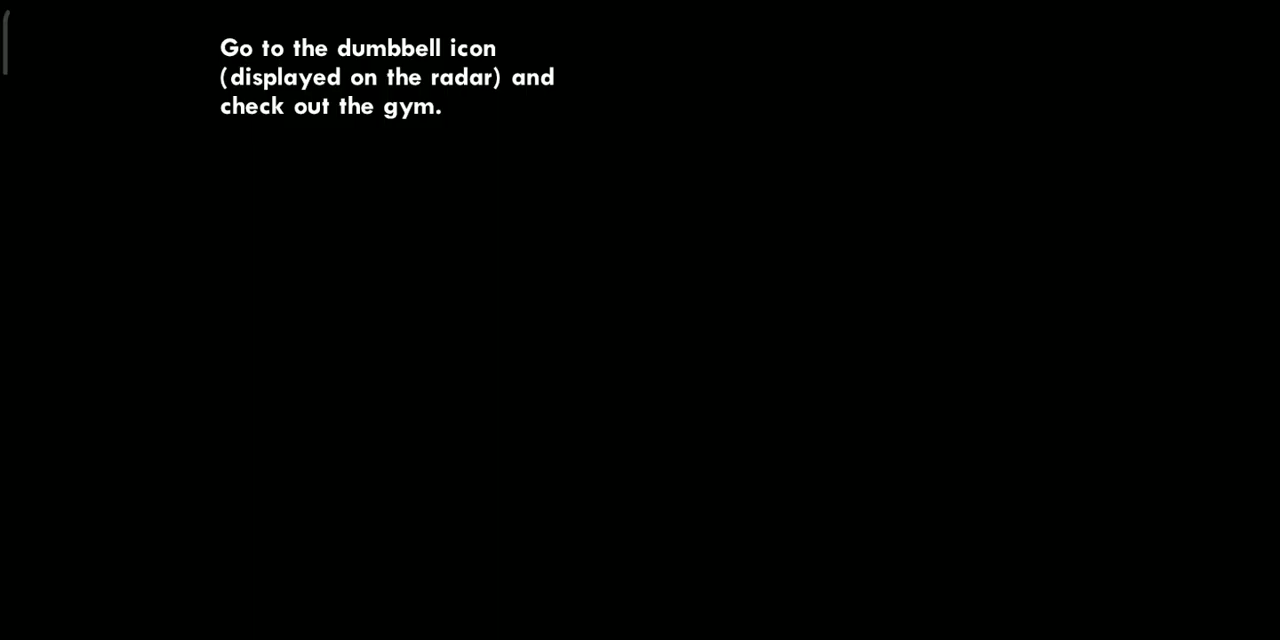 Go to the dumbbell icon
(displayed on the radar) and
check out the gym.